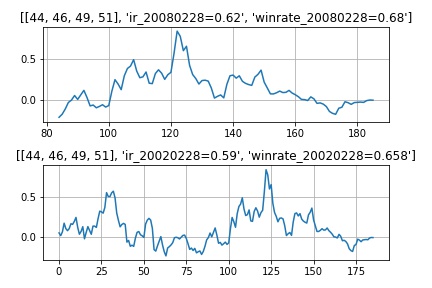 [[44, 46, 49, 51], 'ir_20080228=0.62', 'winrate_20080228=0.68']
0.5
0.0
80 100 120 140 160 180
[[44, 46, 49, 51], 'ir_20020228=0.59', 'winrate_20020228=0.658']
0.5
0.0
0 25 50 75 100 125 150 175